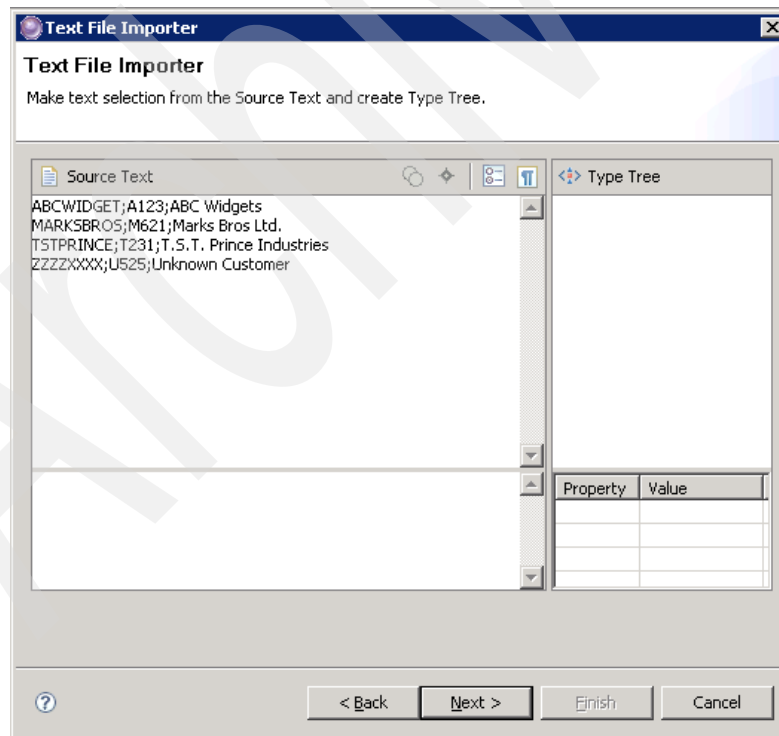 Text File Importer
Text File Importer
Make text selection from the Source Text and create Type Tree.
Source Text
Type Tree
ABCWIDGET;A123;ABC Widgets
MARKSBROS;M621;Marks Bros Ltd.
TSTPRINCE;T231;T.S.T. Prince Industries
ZZZZXXXX;U525;Unknown Customer
Property Value
< Back Next > Finish Cancel